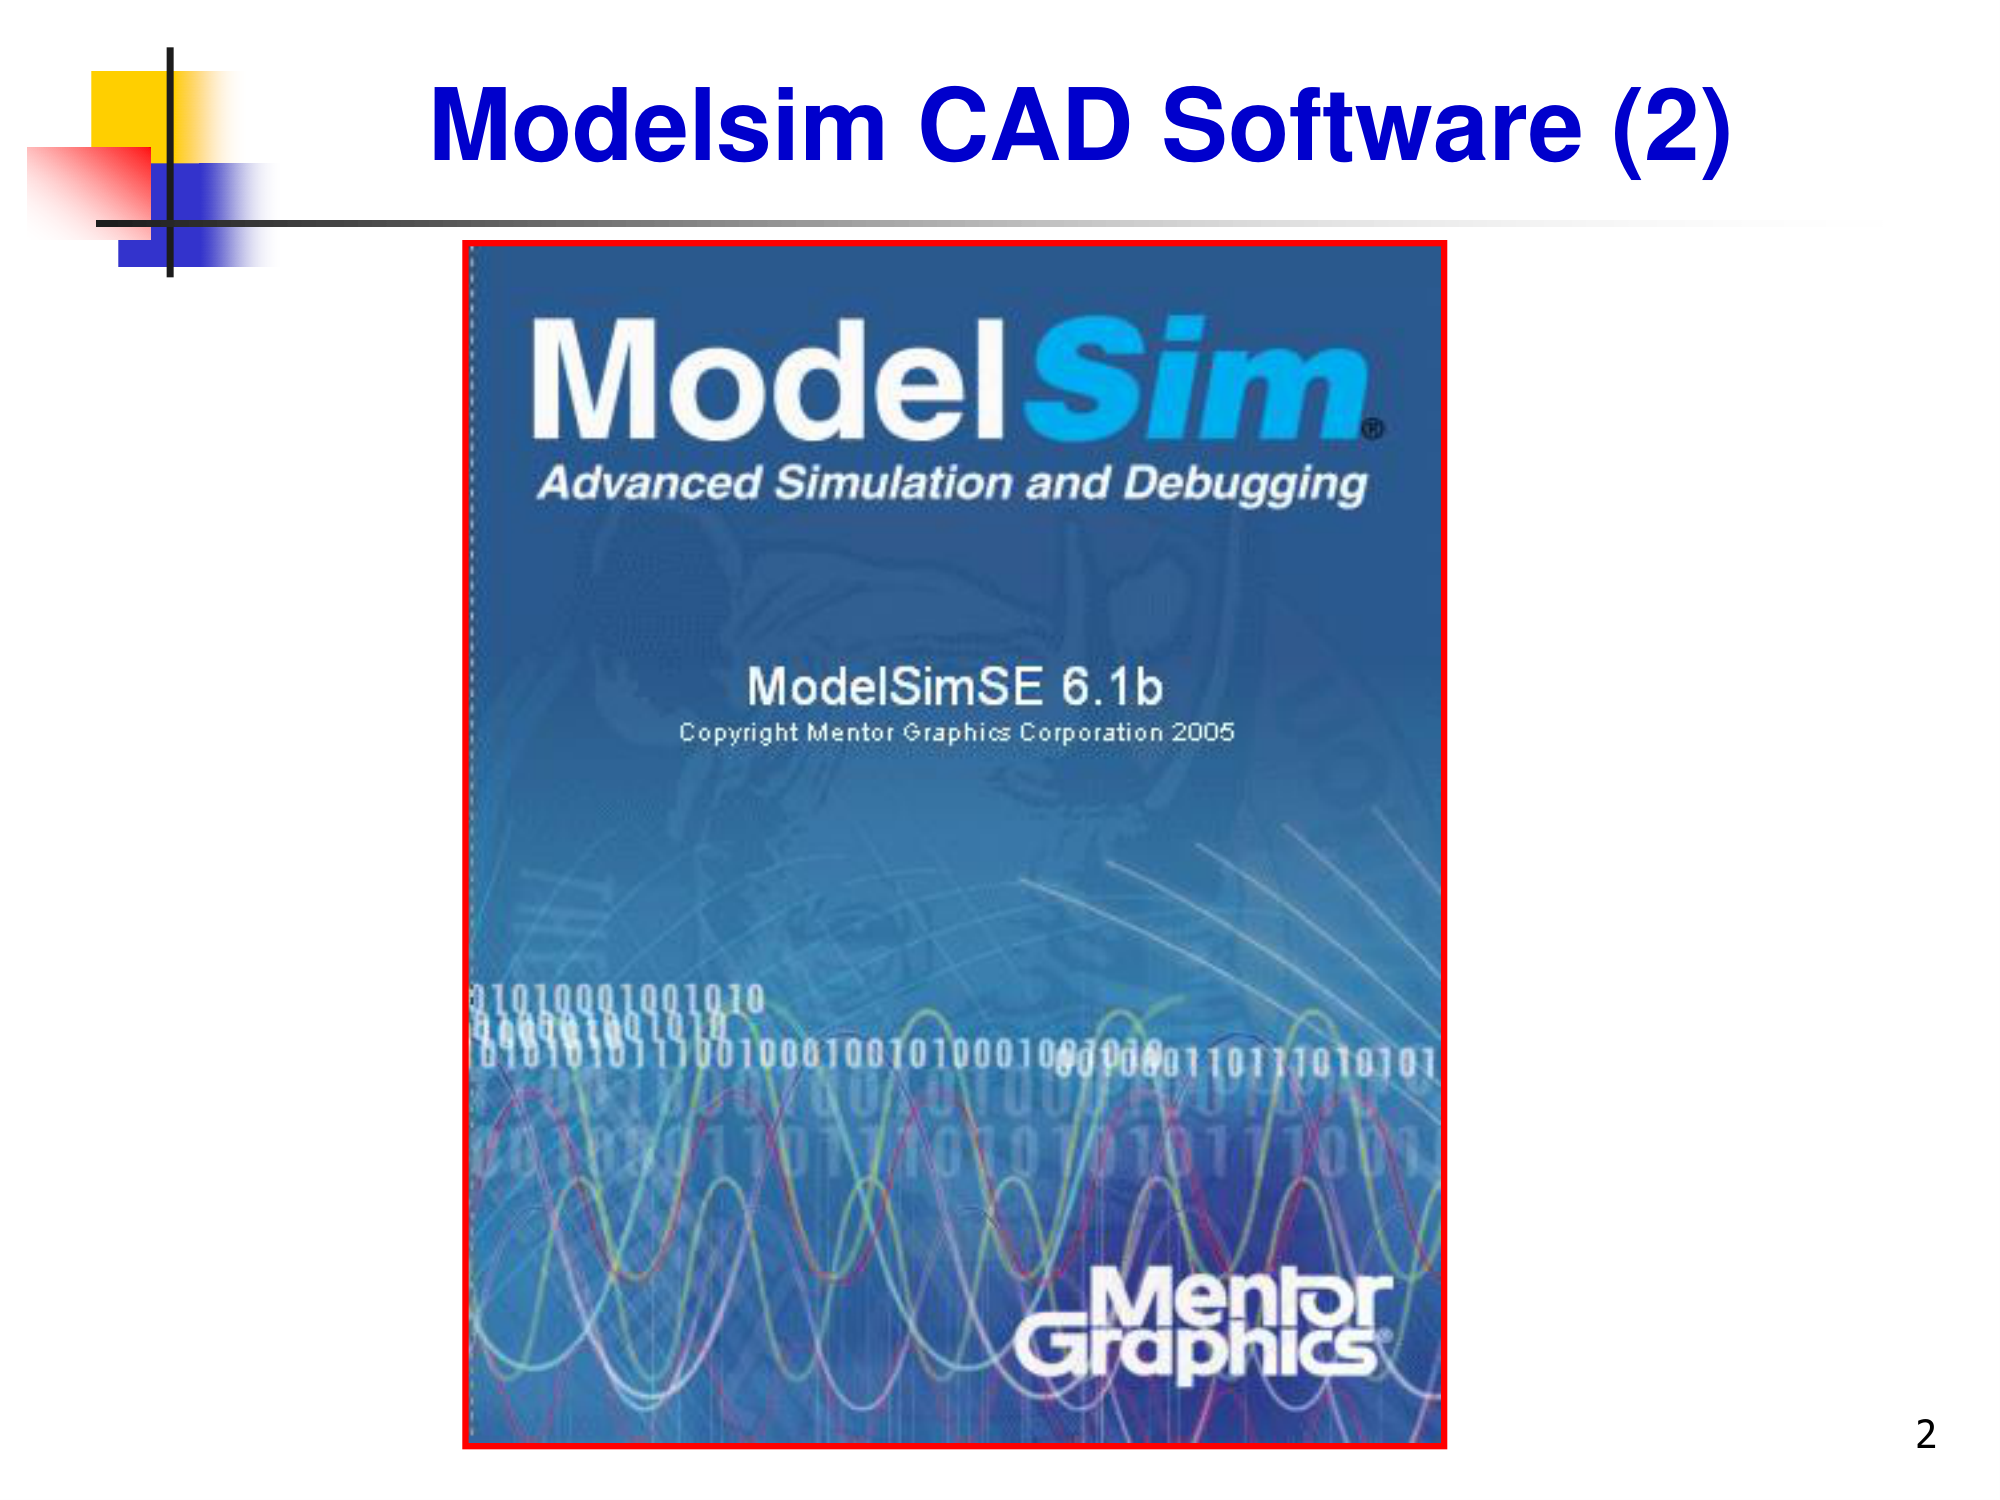 Modelsim CAD Software (2)
ModelSim®
Advanced Simulation and Debugging
ModelSimSE 6.1b
Copyright Mentor Graphics Corporation 2005
01010001001010
Mentor
Graphics®
2